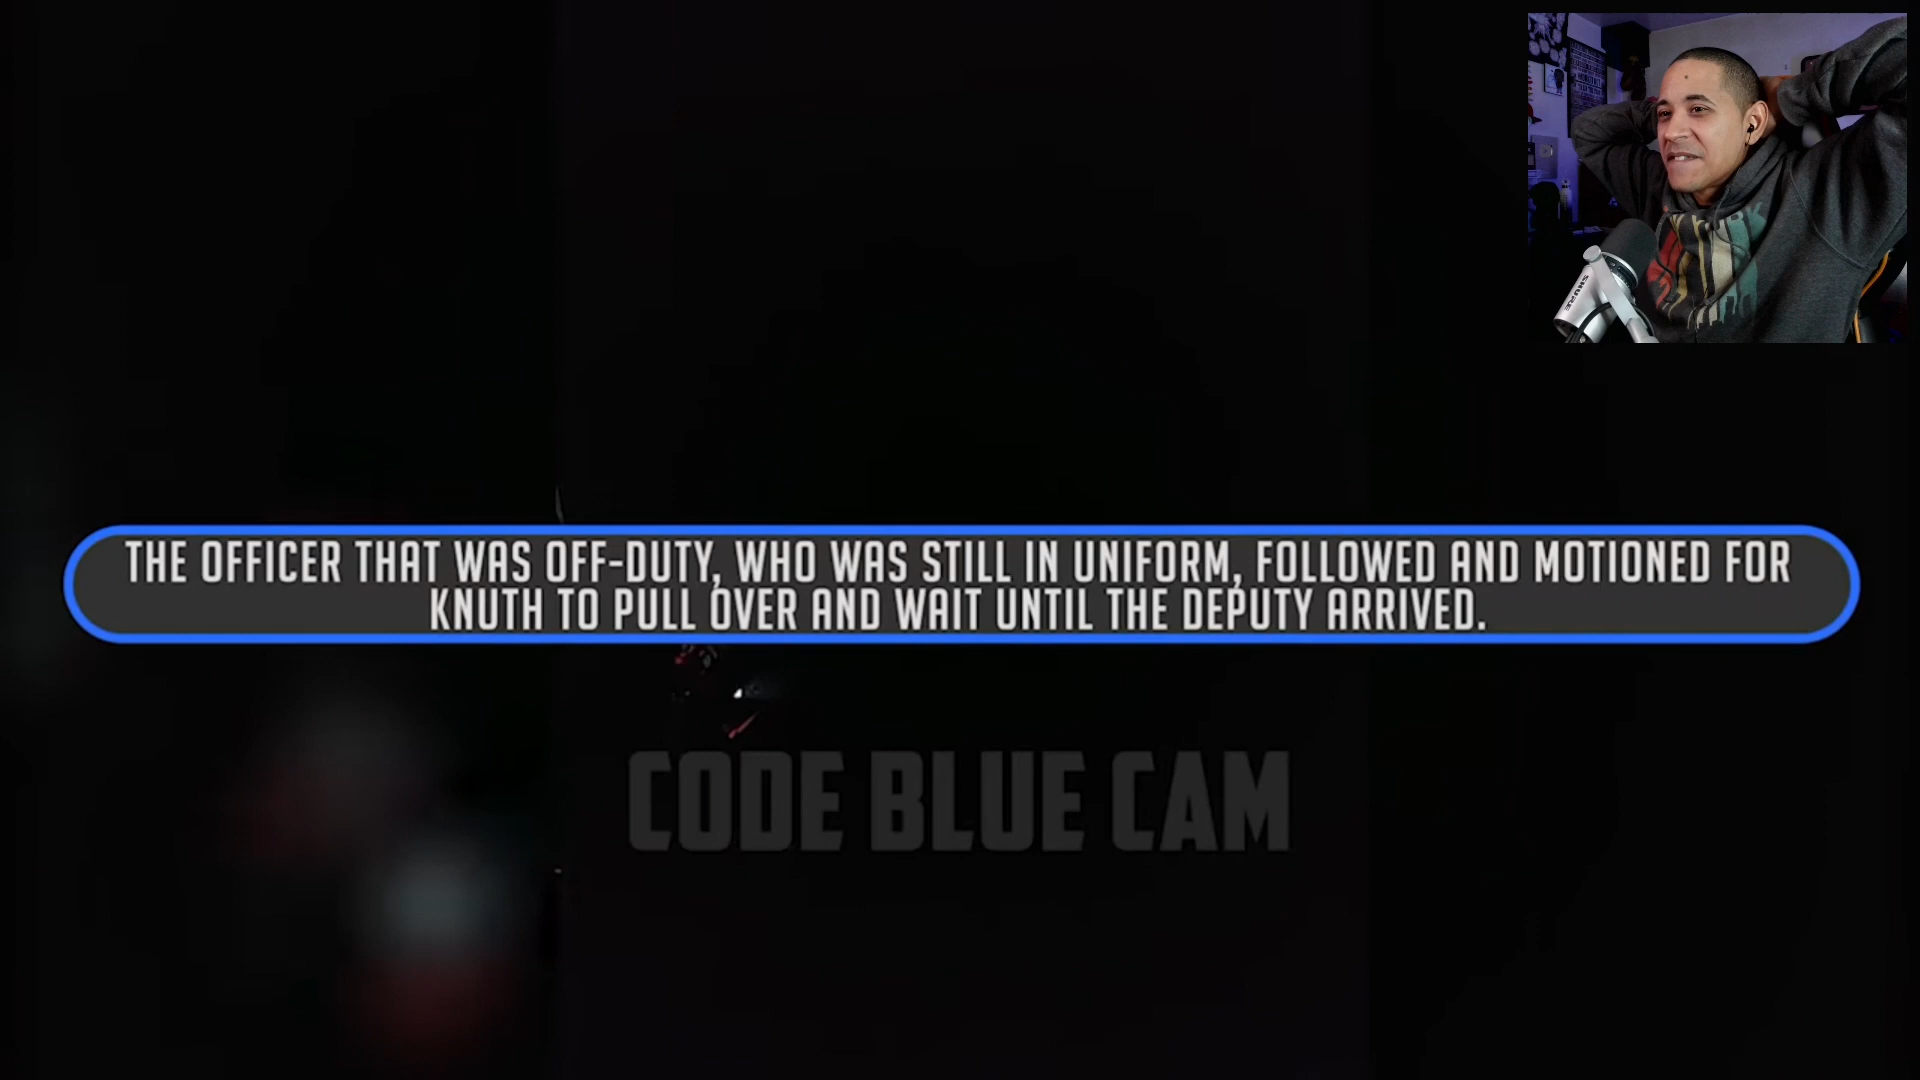 THE OFFICER THAT WAS OFF-DUTY, WHO WAS STILL IN UNIFORM, FOLLOWED AND MOTIONED FOR
KNUTH TO PULL OVER AND WAIT UNTIL THE DEPUTY ARRIVED.
CODE BLUE CAM
SHURE